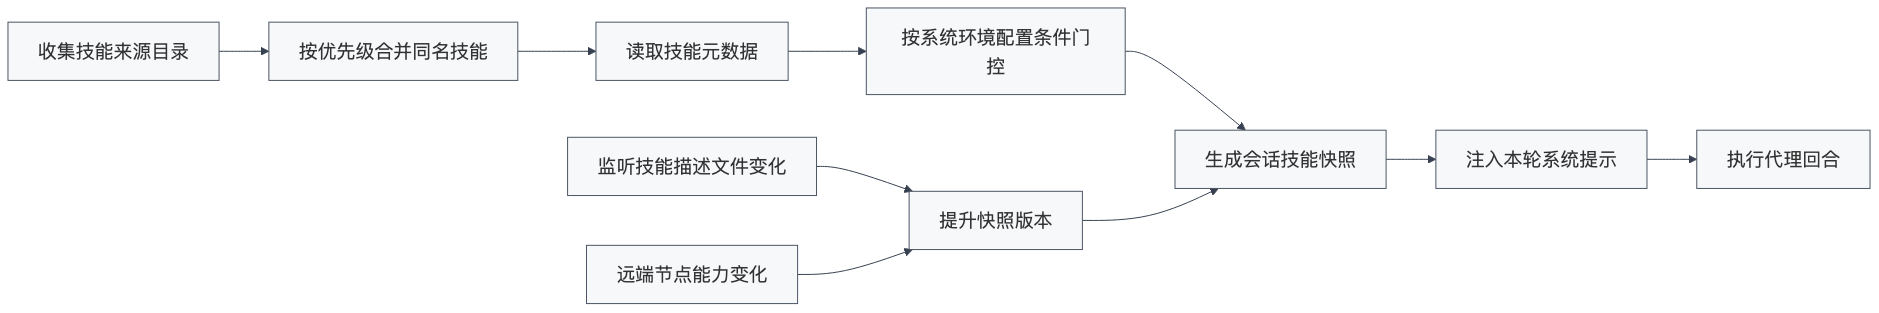 收集技能来源目录
按优先级合并同名技能
读取技能元数据
按系统环境配置条件门
控
监听技能描述文件变化
远端节点能力变化
提升快照版本
生成会话技能快照
注入本轮系统提示
执行代理回合